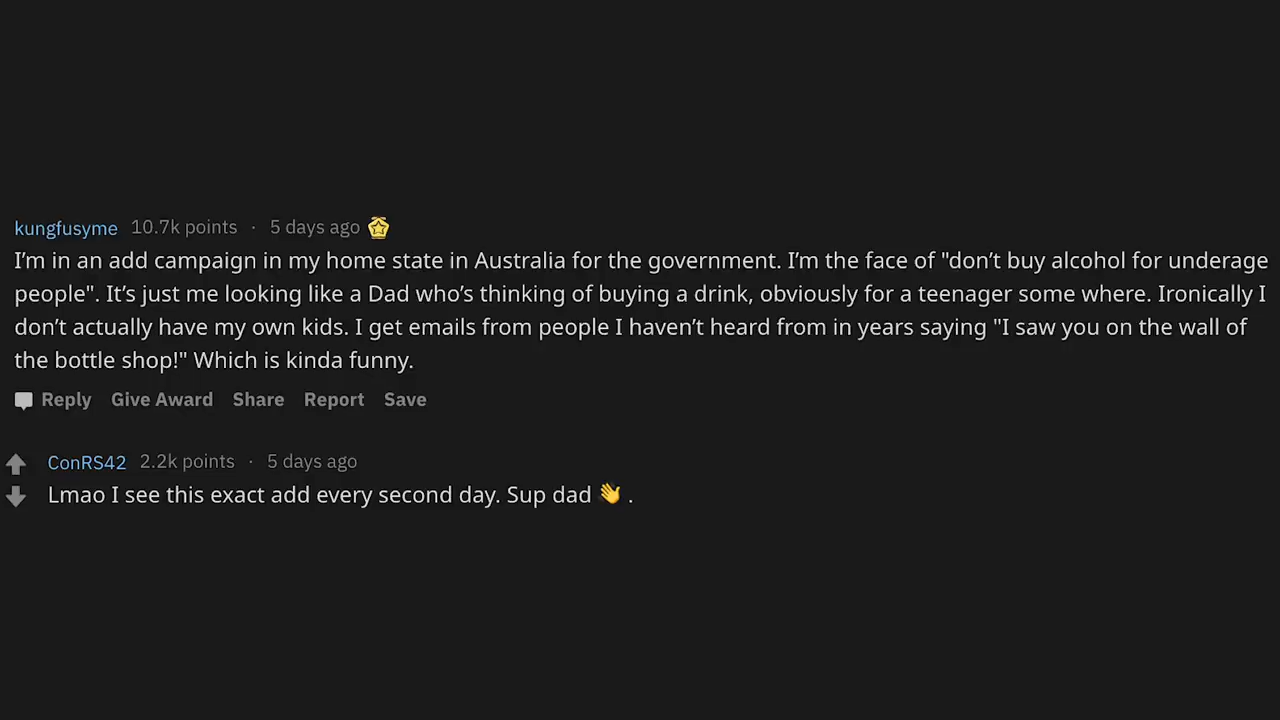 kungfusyme 10.7k points · 5 days ago
I’m in an add campaign in my home state in Australia for the government. I’m the face of "don’t buy alcohol for underage
people". It’s just me looking like a Dad who’s thinking of buying a drink, obviously for a teenager some where. Ironically I
don’t actually have my own kids. I get emails from people I haven’t heard from in years saying "I saw you on the wall of
the bottle shop!" Which is kinda funny.
Reply Give Award Share Report Save
ConRS42 2.2k points · 5 days ago
Lmao I see this exact add every second day. Sup dad 👋 .